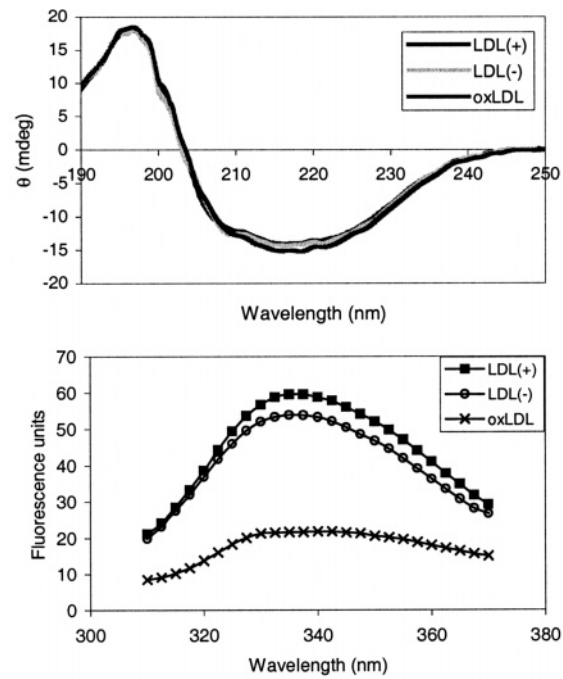 20
15
10
5
0
-5
-10
-15
-20
θ (mdeg)
190 200 210 220 230 240 250
Wavelength (nm)
LDL(+)
LDL(-)
oxLDL
70
60
50
40
30
20
10
0
Fluorescence units
300 320 340 360 380
Wavelength (nm)
LDL(+)
LDL(-)
oxLDL